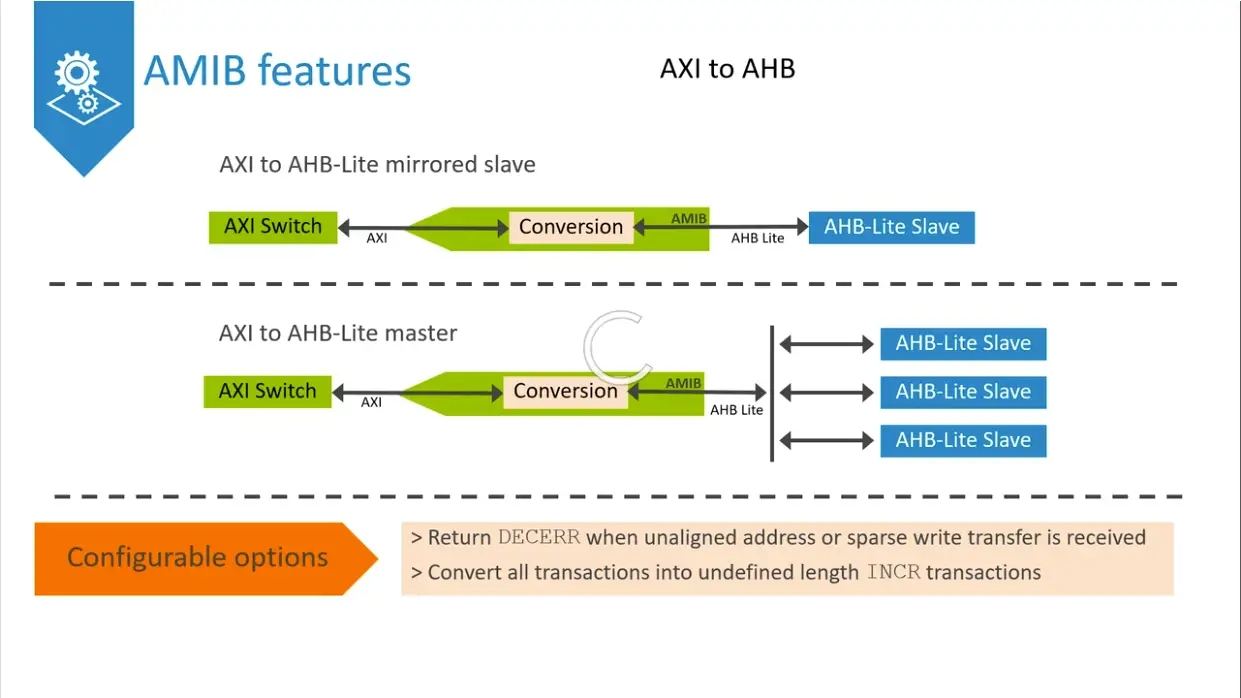 AMIB features
AXI to AHB
AXI to AHB-Lite mirrored slave
AXI Switch
AXI
Conversion
AMIB
AHB Lite
AHB-Lite Slave
AXI to AHB-Lite master
AXI Switch
AXI
Conversion
AMIB
AHB Lite
AHB-Lite Slave
AHB-Lite Slave
AHB-Lite Slave
Configurable options
> Return DECERR when unaligned address or sparse write transfer is received
> Convert all transactions into undefined length INCR transactions